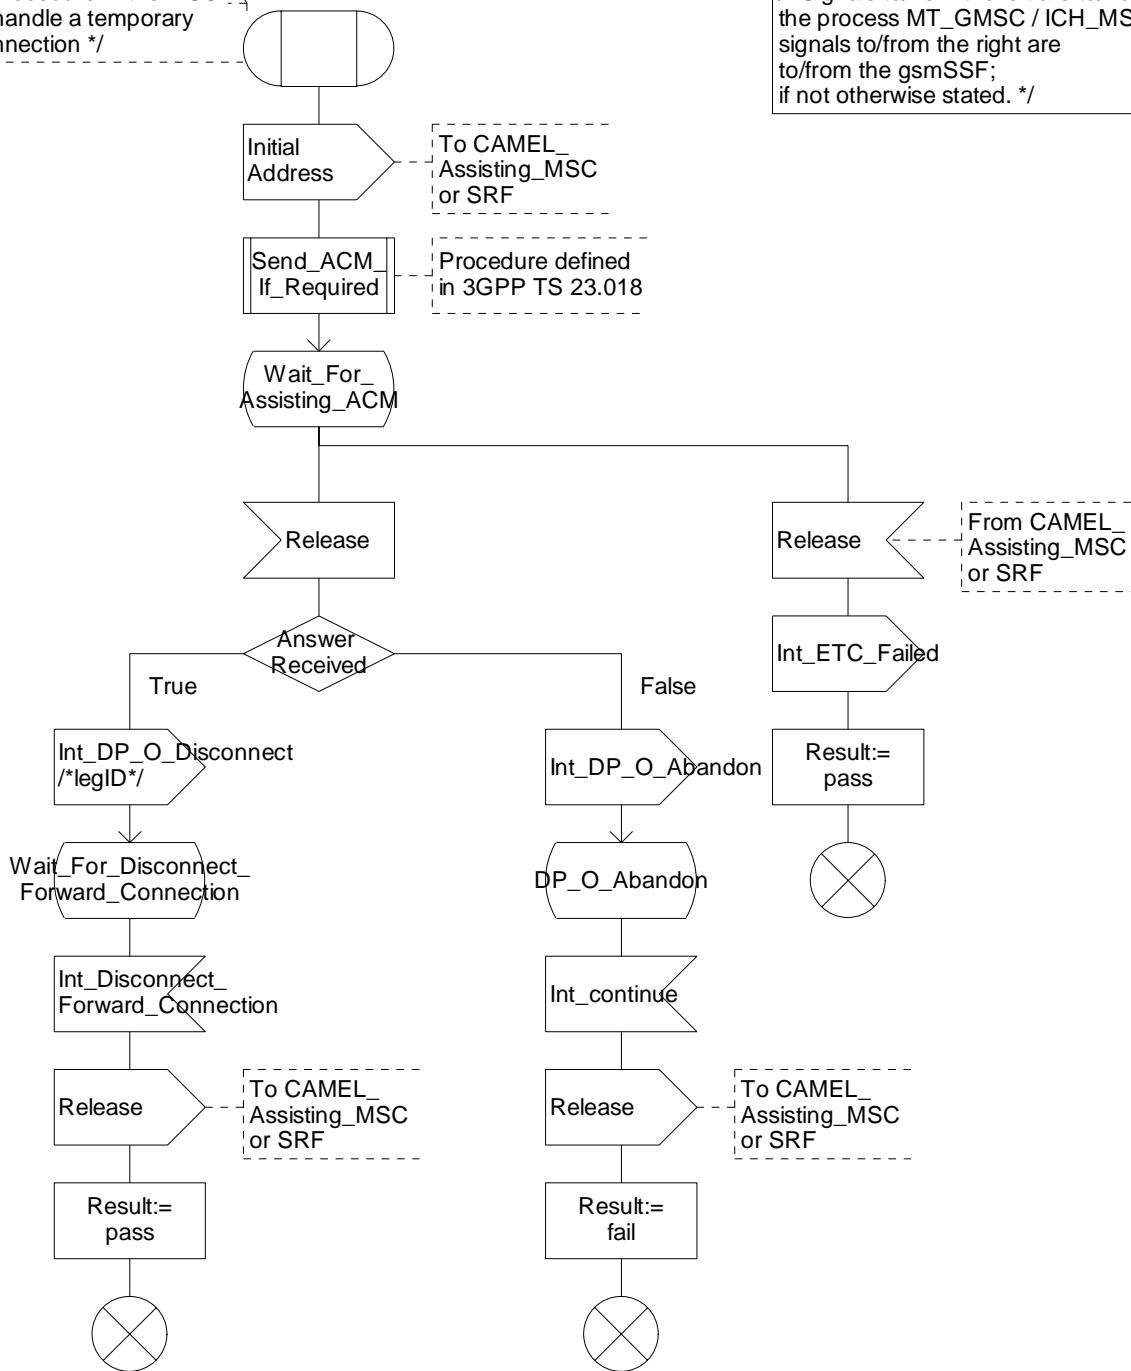 handle a temporary
nnection */
the process MT_GMSC / ICH_MS
signals to/from the right are
to/from the gsmSSF;
if not otherwise stated. */
Initial
Address
To CAMEL_
Assisting_MSC
or SRF
Send_ACM_
If_Required
Procedure defined
in 3GPP TS 23.018
Wait_For_
Assisting_ACM
Release
Release
From CAMEL_
Assisting_MSC
or SRF
Answer
Received
Int_ETC_Failed
True
False
Int_DP_O_Disconnect
/*legID*/
Int_DP_O_Abandon
Result:=
pass
Wait_For_Disconnect_
Forward_Connection
DP_O_Abandon
Int_Disconnect_
Forward_Connection
Int_continue
Release
To CAMEL_
Assisting_MSC
or SRF
Release
To CAMEL_
Assisting_MSC
or SRF
Result:=
pass
Result:=
fail